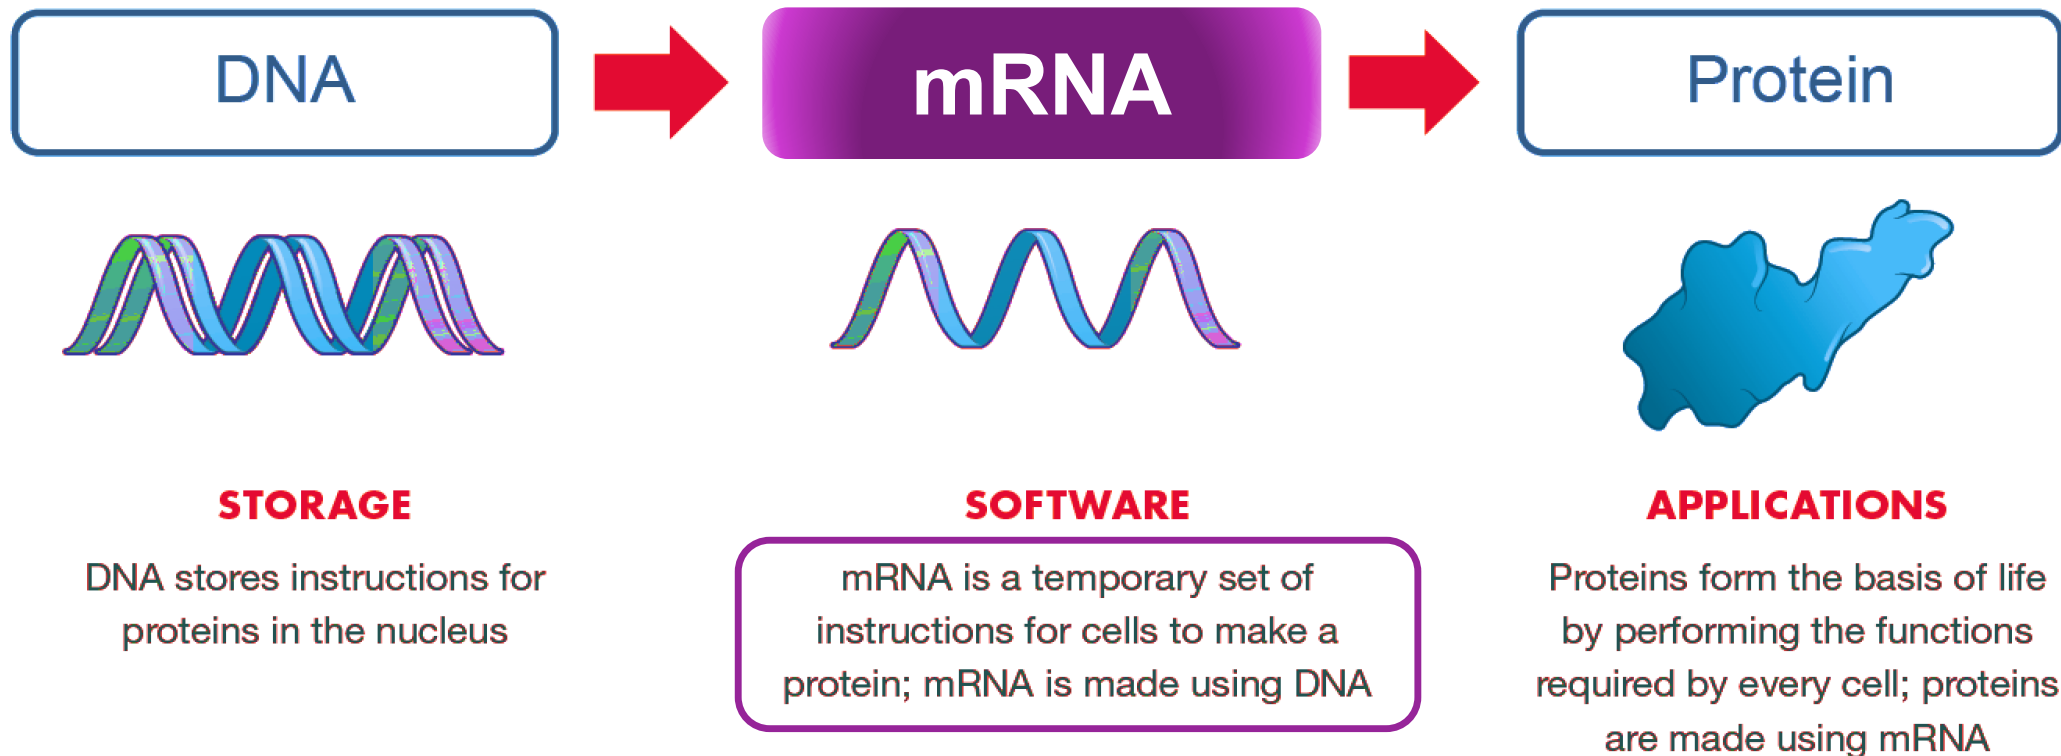 DNA
mRNA
Protein
STORAGE
DNA stores instructions for
proteins in the nucleus
SOFTWARE
mRNA is a temporary set of
instructions for cells to make a
protein; mRNA is made using DNA
APPLICATIONS
Proteins form the basis of life
by performing the functions
required by every cell; proteins
are made using mRNA